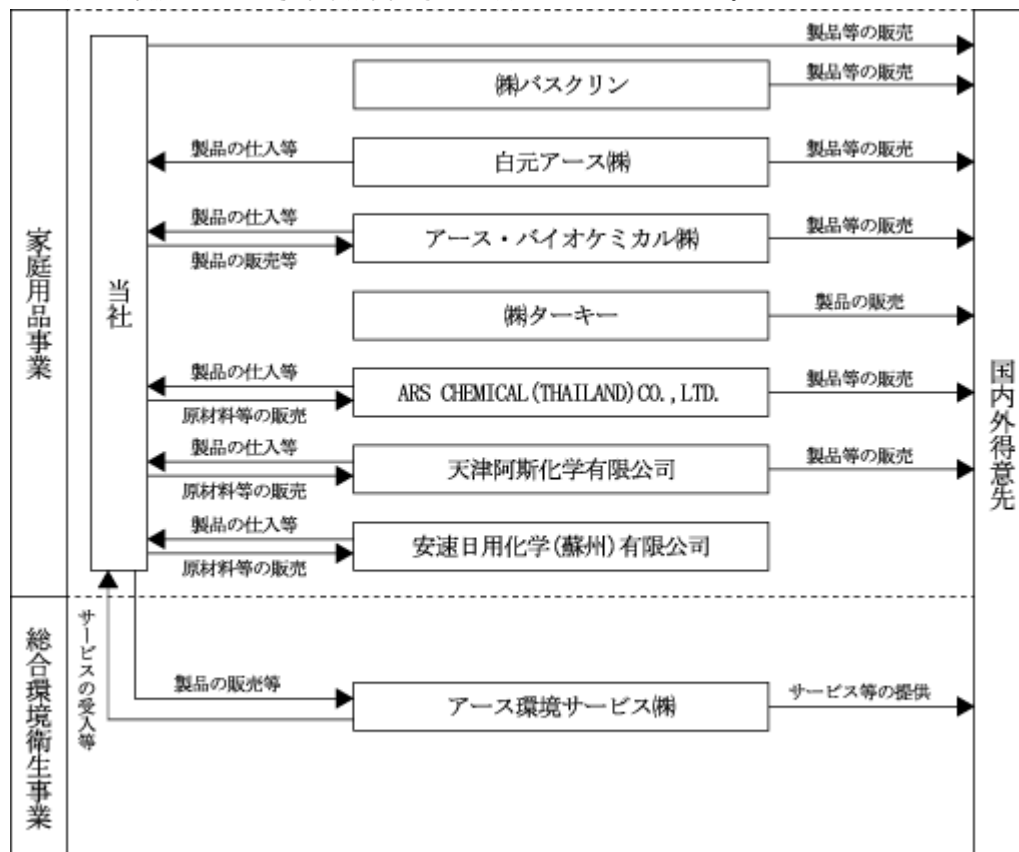 家庭用品事業
当社
製品等の販売
㈱バスクリン
製品等の販売
製品の仕入等
白元アース㈱
製品等の販売
製品の仕入等
製品の販売等
アース・バイオケミカル㈱
製品等の販売
㈱ターキー
製品の販売
製品の仕入等
原材料等の販売
ARS CHEMICAL(THAILAND)CO.,LTD.
製品等の販売
製品の仕入等
原材料等の販売
天津阿斯化学有限公司
製品等の販売
製品の仕入等
原材料等の販売
安速日用化学(蘇州)有限公司
国内外得意先
総合環境衛生事業
サービスの受入等
製品の販売等
アース環境サービス㈱
サービス等の提供